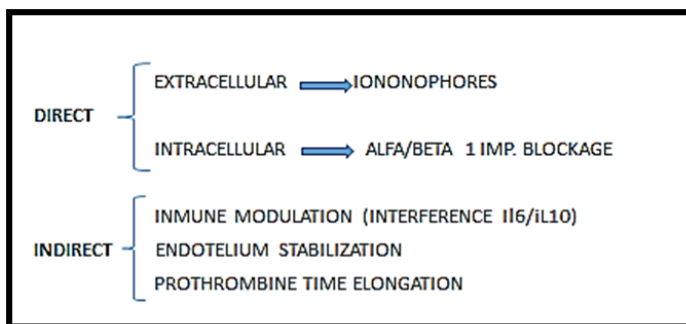 EXTRACELLULAR IONONOPHORES
DIRECT
INTRACELLULAR ALFA/BETA 1 IMP. BLOCKAGE
INMUNE MODULATION (INTERFERENCE Il6/iL10)
INDIRECT ENDOTELIUM STABILIZATION
PROTHROMBINE TIME ELONGATION